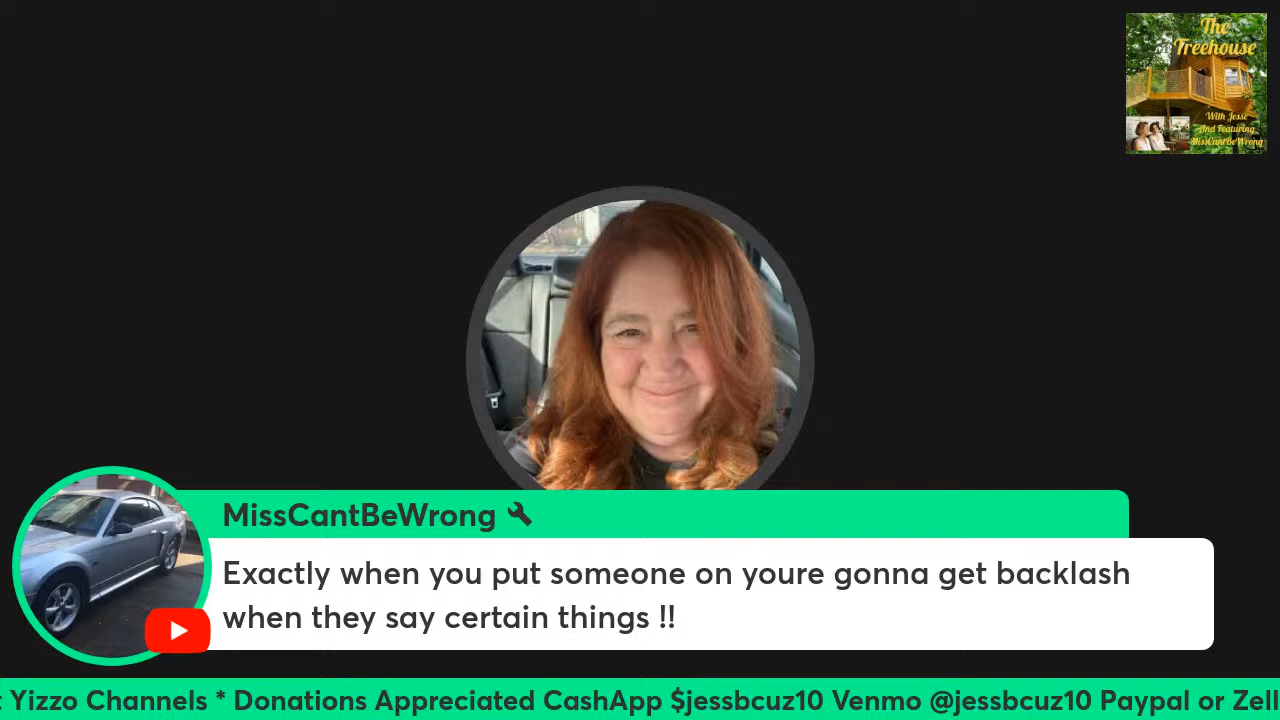 The
Treehouse
With Jesse
And Featuring
MissCantBeWrong
MissCantBeWrong
Exactly when you put someone on youre gonna get backlash
when they say certain things !!
Yizzo Channels * Donations Appreciated CashApp $jessbcuz10 Venmo @jessbcuz10 Paypal or Zell